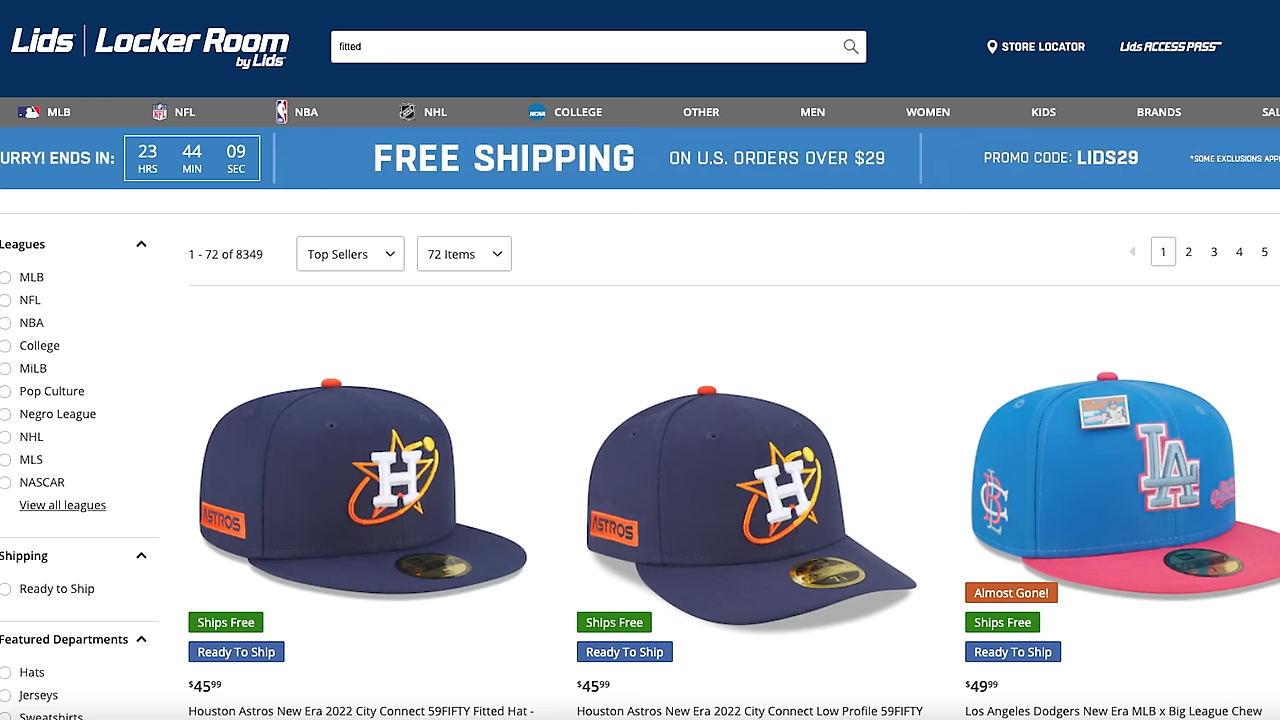 Lids | Locker Room
by Lids
fitted
STORE LOCATOR
Lids ACCESS PASS
MLB
NFL
NBA
NHL
COLLEGE
OTHER
MEN
WOMEN
KIDS
BRANDS
SAL
URRY! ENDS IN:
23 HRS
44 MIN
09 SEC
FREE SHIPPING
ON U.S. ORDERS OVER $29
PROMO CODE: LIDS29
*SOME EXCLUSIONS APPL
Leagues
MLB
NFL
NBA
College
MiLB
Pop Culture
Negro League
NHL
MLS
NASCAR
View all leagues
Shipping
Ready to Ship
Featured Departments
Hats
Jerseys
Sweatshirts
1 - 72 of 8349
Top Sellers
72 Items
1 2 3 4 5
ASTROS
H
Ships Free
Ready To Ship
$45.99
Houston Astros New Era 2022 City Connect 59FIFTY Fitted Hat -
ASTROS
H
Ships Free
Ready To Ship
$45.99
Houston Astros New Era 2022 City Connect Low Profile 59FIFTY
LA
Almost Gone!
Ships Free
Ready To Ship
$49.99
Los Angeles Dodgers New Era MLB x Big League Chew